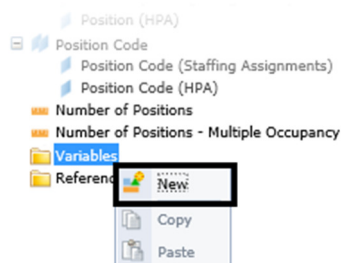 Position (HPA)
Position Code
Position Code (Staffing Assignments)
Position Code (HPA)
Number of Positions
Number of Positions - Multiple Occupancy
Variables
Referenc
New
Copy
Paste